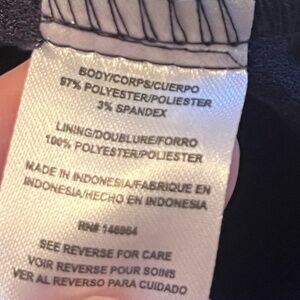 BODY/CORPS/CUERPO
97% POLYESTER/POLIESTER
3% SPANDEX
LINING/DOUBLURE/FORRO
100% POLYESTER/POLIESTER
MADE IN INDONESIA/FABRIQUE EN
INDONESIA/HECHO EN INDONESIA
RN# 146964
SEE REVERSE FOR CARE
VOIR REVERSE POUR SOINS
VER AL REVERSO PARA CUIDADO